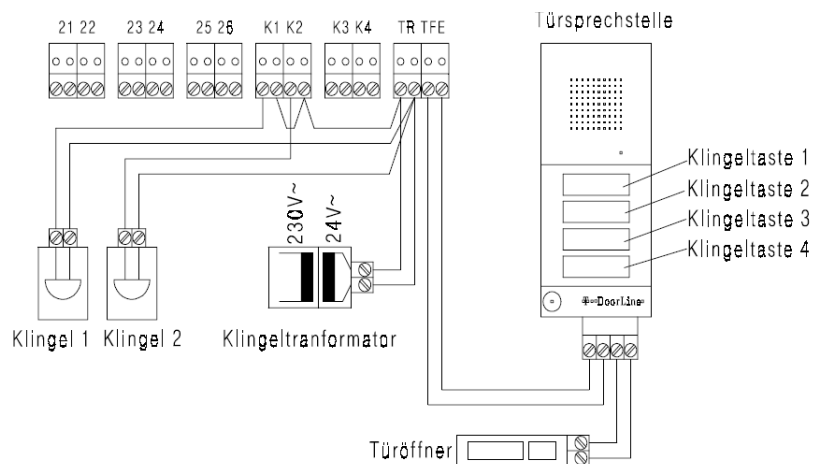 21 22 23 24 25 26 K1 K2 K3 K4 TR TFE
Türsprechstelle
Klingeltaste 1
Klingeltaste 2
Klingeltaste 3
Klingeltaste 4
DoorLine
230V~
24V~
Klingel 1
Klingel 2
Klingeltranformator
Türöffner